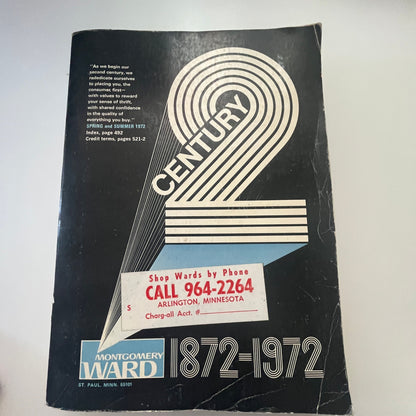 "As we begin our
second century, we
rededicate ourselves
to placing you, the
consumer, first—
with values to reward
your sense of thrift,
with shared confidence
in the quality of
everything you buy."
SPRING and SUMMER 1972
Index, page 492
Credit terms, pages 521-2
CENTURY 2
Shop Wards by Phone
CALL 964-2264
ARLINGTON, MINNESOTA
S
Charg-all Acct. #
MONTGOMERY
WARD
1872-1972
ST. PAUL, MINN. 55101